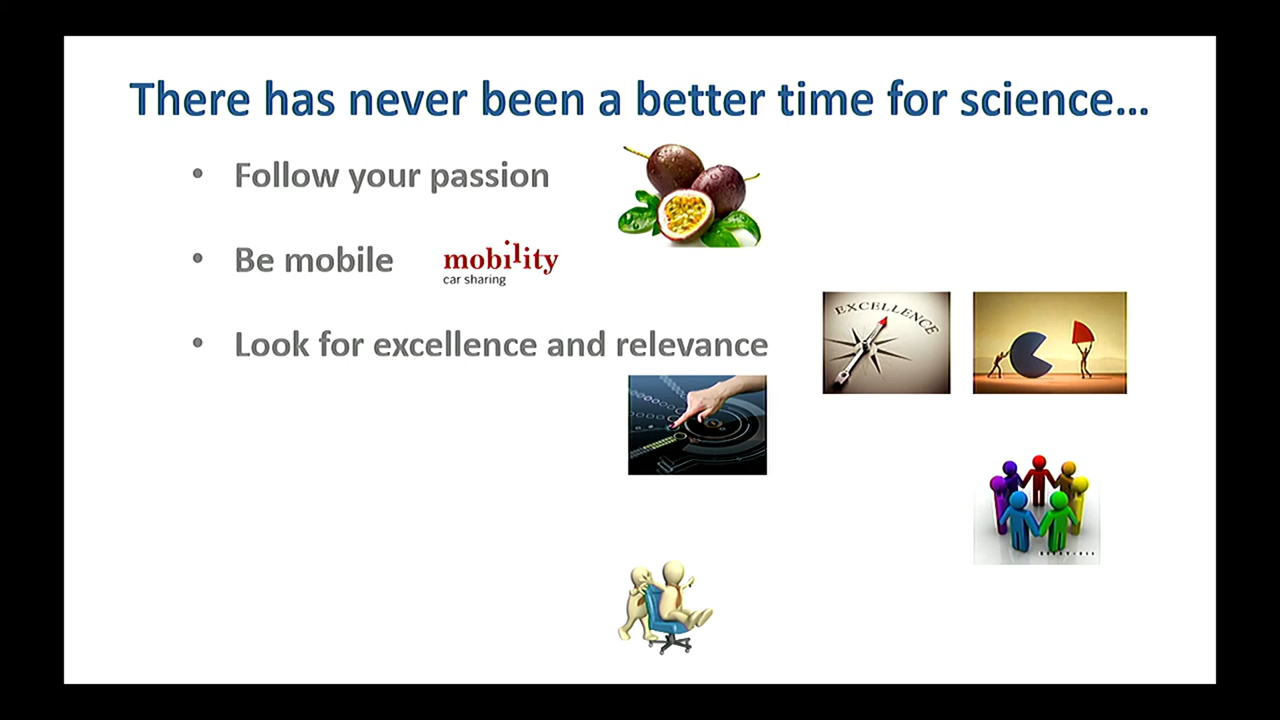 There has never been a better time for science...
• Follow your passion
• Be mobile
mobility
car sharing
• Look for excellence and relevance
EXCELLENCE